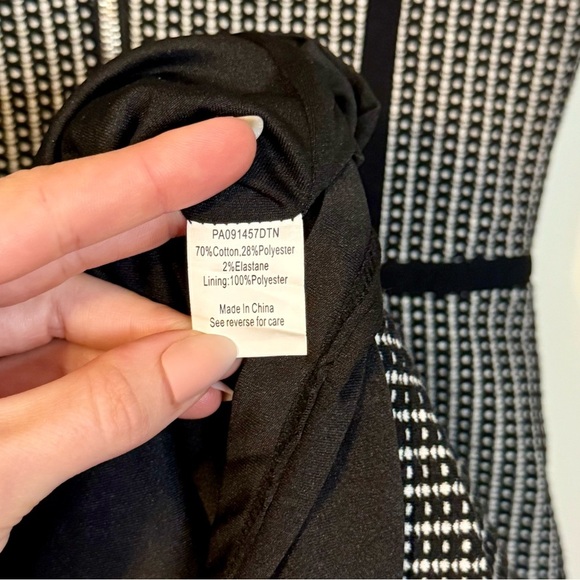 PA091457DTN
70%Cotton,28%Polyester
2%Elastane
Lining:100%Polyester
Made In China
See reverse for care